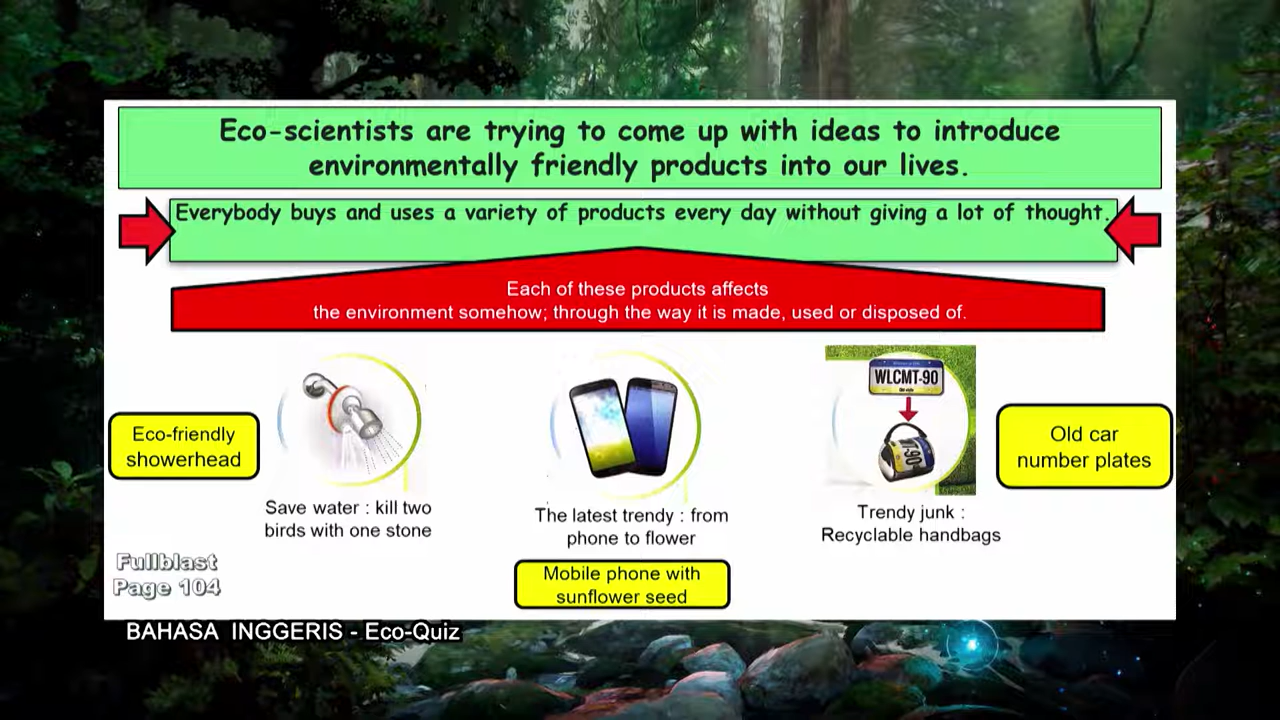 Eco-scientists are trying to come up with ideas to introduce
environmentally friendly products into our lives.
Everybody buys and uses a variety of products every day without giving a lot of thought.
Each of these products affects
the environment somehow; through the way it is made, used or disposed of.
Eco-friendly
showerhead
Save water : kill two
birds with one stone
The latest trendy : from
phone to flower
Mobile phone with
sunflower seed
WLCMT-90
Trendy junk :
Recyclable handbags
Old car
number plates
Fullblast
Page 104
BAHASA INGGERIS - Eco-Quiz